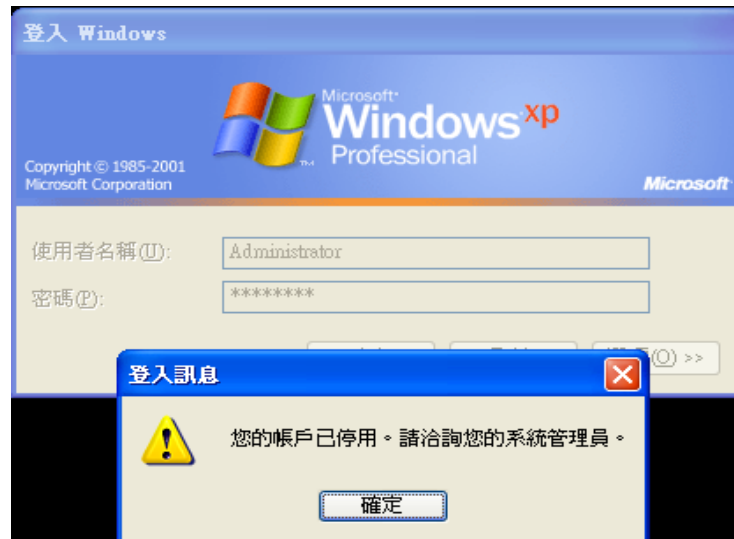 登入 Windows
Microsoft
Windows xp
Professional
Copyright © 1985-2001
Microsoft Corporation
Microsoft
使用者名稱(U):
Administrator
密碼(P):
********
(O) >>
登入訊息
您的帳戶已停用。請洽詢您的系統管理員。
確定